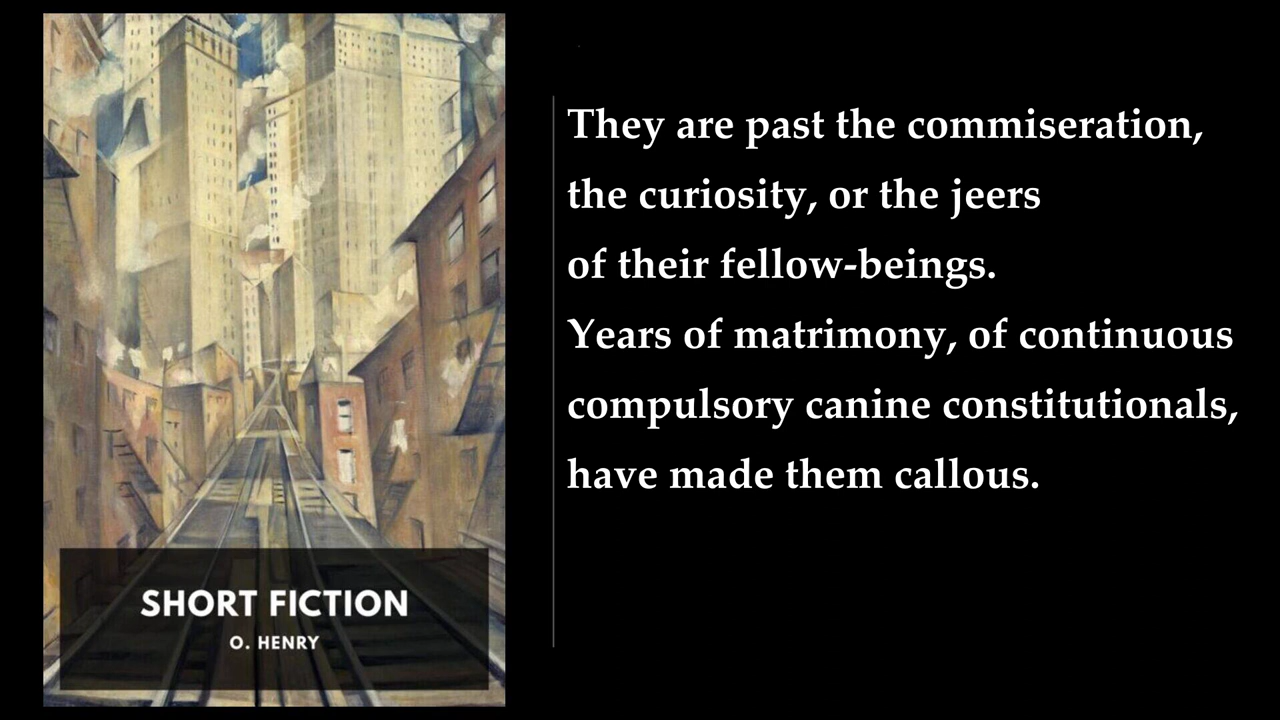 SHORT FICTION
O. HENRY
They are past the commiseration,
the curiosity, or the jeers
of their fellow-beings.
Years of matrimony, of continuous
compulsory canine constitutionals,
have made them callous.